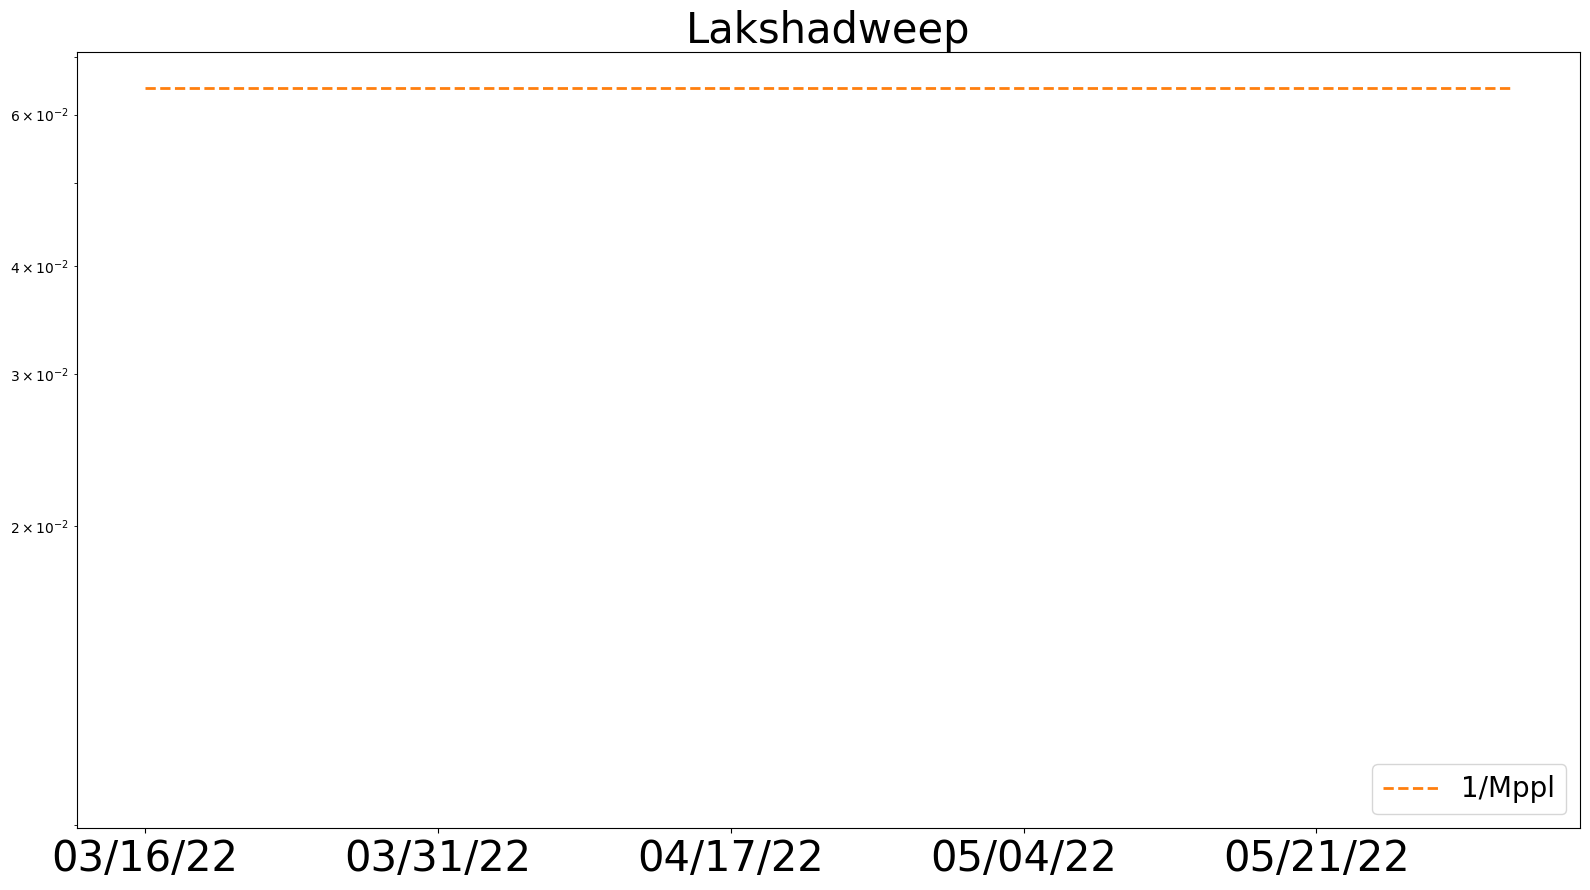 Lakshadweep
6 × 10⁻²
4 × 10⁻²
3 × 10⁻²
2 × 10⁻²
1/Mppl
03/16/22 03/31/22 04/17/22 05/04/22 05/21/22